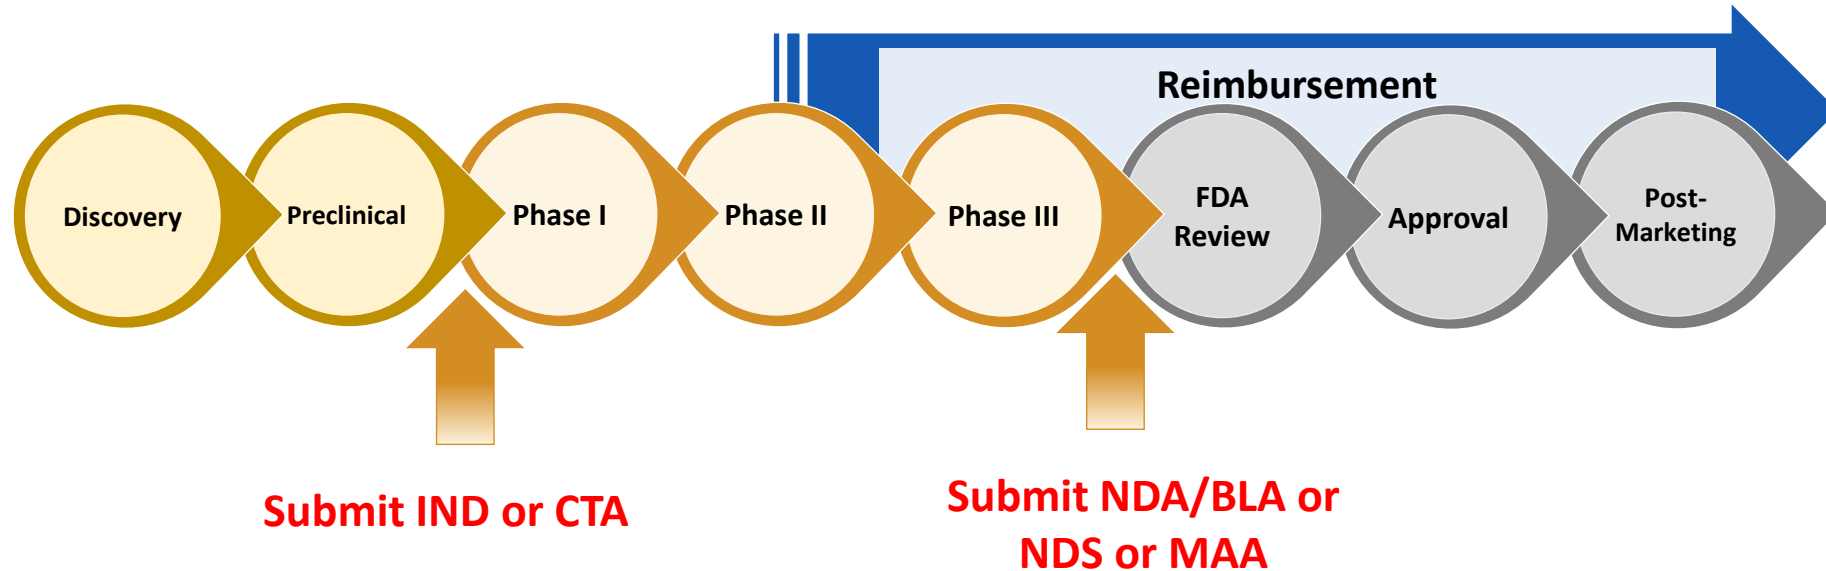 Reimbursement
Discovery
Preclinical
Phase I
Phase II
Phase III
FDA
Review
Approval
Post-
Marketing
Submit IND or CTA
Submit NDA/BLA or
NDS or MAA